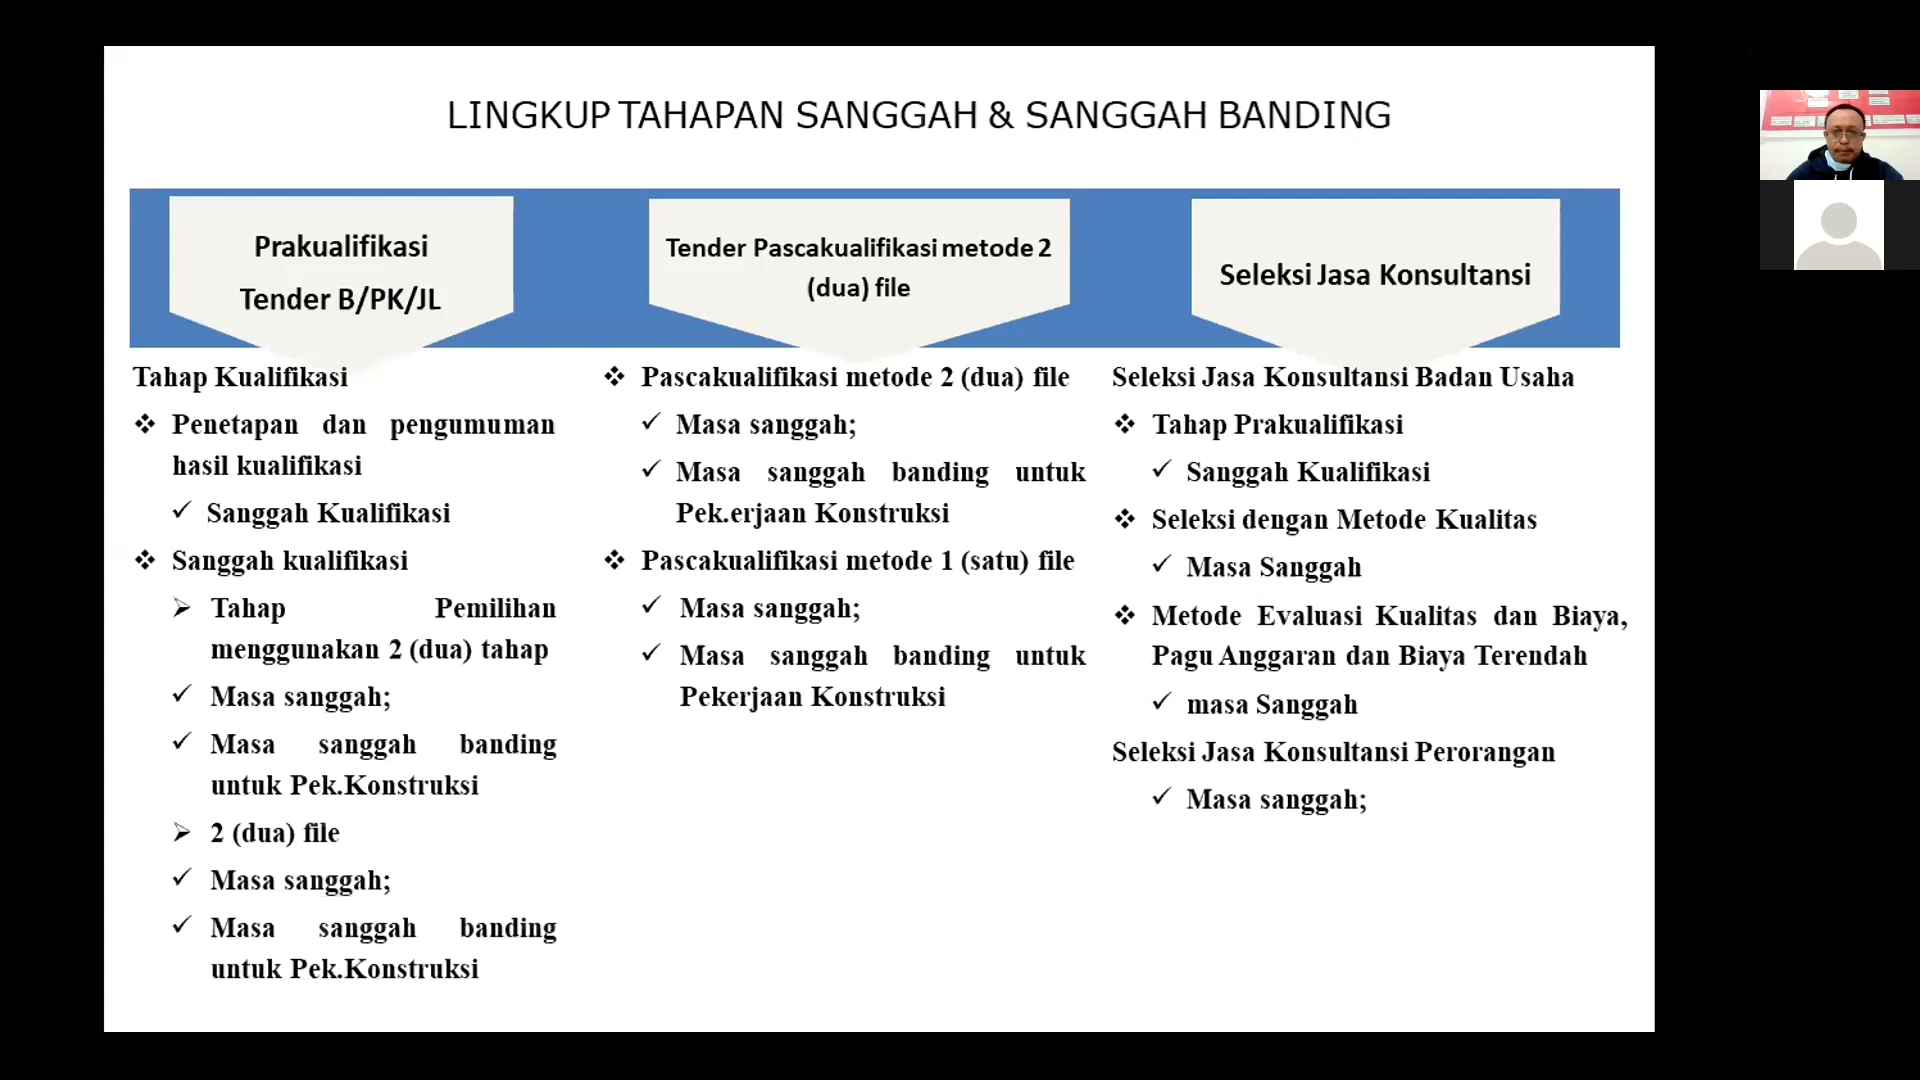 LINGKUP TAHAPAN SANGGAH & SANGGAH BANDING
Prakualifikasi
Tender B/PK/JL
Tender Pascakualifikasi metode 2
(dua) file
Seleksi Jasa Konsultansi
Tahap Kualifikasi
❖ Penetapan dan pengumuman
hasil kualifikasi
✓ Sanggah Kualifikasi
❖ Sanggah kualifikasi
➢ Tahap Pemilihan
menggunakan 2 (dua) tahap
✓ Masa sanggah;
✓ Masa sanggah banding
untuk Pek.Konstruksi
➢ 2 (dua) file
✓ Masa sanggah;
✓ Masa sanggah banding
untuk Pek.Konstruksi
❖ Pascakualifikasi metode 2 (dua) file
✓ Masa sanggah;
✓ Masa sanggah banding untuk
Pek.erjaan Konstruksi
❖ Pascakualifikasi metode 1 (satu) file
✓ Masa sanggah;
✓ Masa sanggah banding untuk
Pekerjaan Konstruksi
Seleksi Jasa Konsultansi Badan Usaha
❖ Tahap Prakualifikasi
✓ Sanggah Kualifikasi
❖ Seleksi dengan Metode Kualitas
✓ Masa Sanggah
❖ Metode Evaluasi Kualitas dan Biaya,
Pagu Anggaran dan Biaya Terendah
✓ masa Sanggah
Seleksi Jasa Konsultansi Perorangan
✓ Masa sanggah;